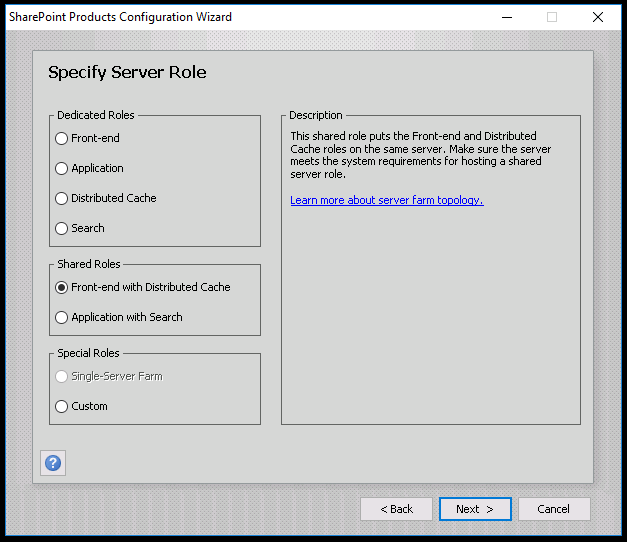 SharePoint Products Configuration Wizard
Specify Server Role
Dedicated Roles
Front-end
Application
Distributed Cache
Search
Shared Roles
Front-end with Distributed Cache
Application with Search
Special Roles
Single-Server Farm
Custom
Description
This shared role puts the Front-end and Distributed
Cache roles on the same server. Make sure the server
meets the system requirements for hosting a shared
server role.
Learn more about server farm topology.
?
< Back
Next >
Cancel